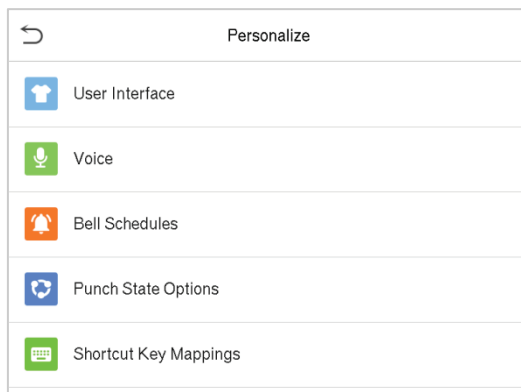 Personalize
User Interface
Voice
Bell Schedules
Punch State Options
Shortcut Key Mappings